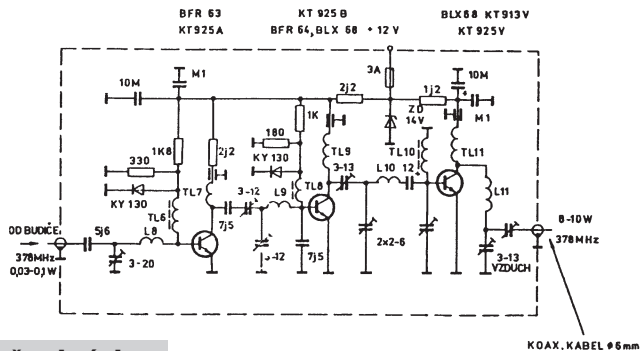 BFR 63
KT925A
KT 925 B
BFR 64, BLX 66 + 12 V
BLX68 KT913V
KT 925V
M1
10M
3A
2j2
1j2
10M
ZD
14V
M1
1K8
2j2
1K
180
330
KY 130
KY 130
TL7
TL6
TL8
TL9
TL10
TL11
3-12
L9
3-13
L10
12
L11
7j5
OD BUDIČE
5j6
L8
3-20
378MHz
0,03-0,1W
3-12
7j5
2x2-6
3-13
VZDUCH
8-10W
378MHz
KOAX. KABEL ø6mm